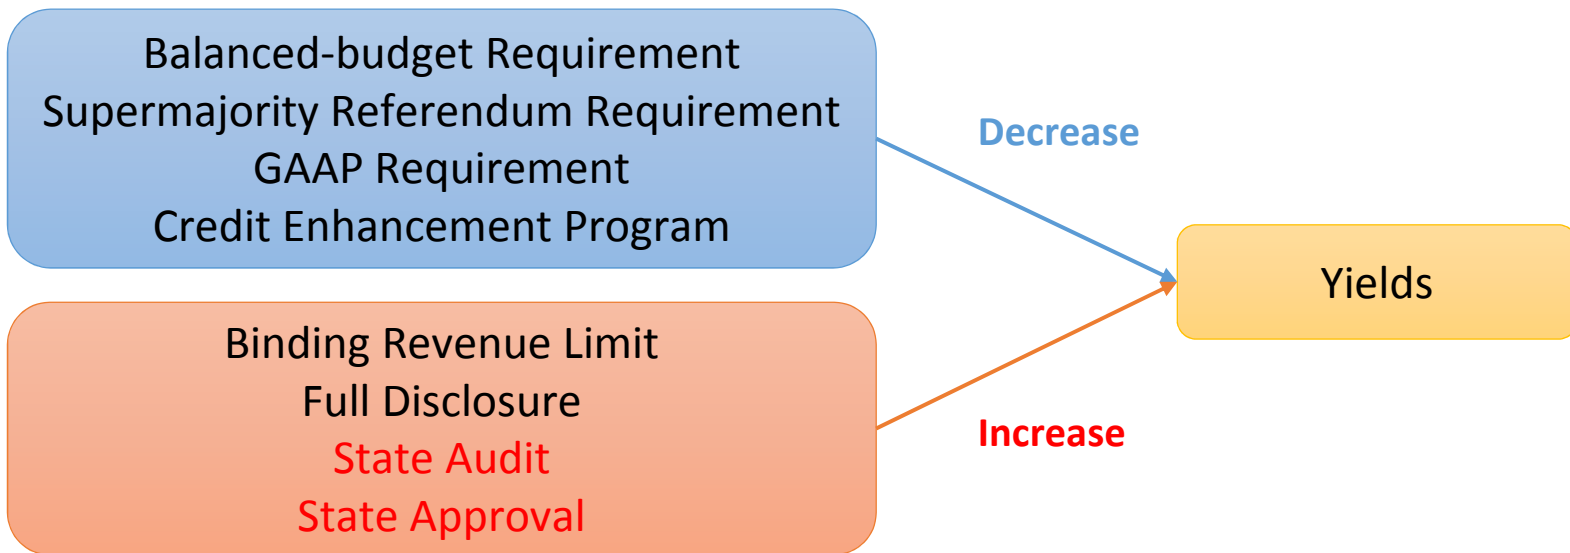 Balanced-budget Requirement
Supermajority Referendum Requirement
GAAP Requirement
Credit Enhancement Program
Decrease
Yields
Binding Revenue Limit
Full Disclosure
State Audit
State Approval
Increase